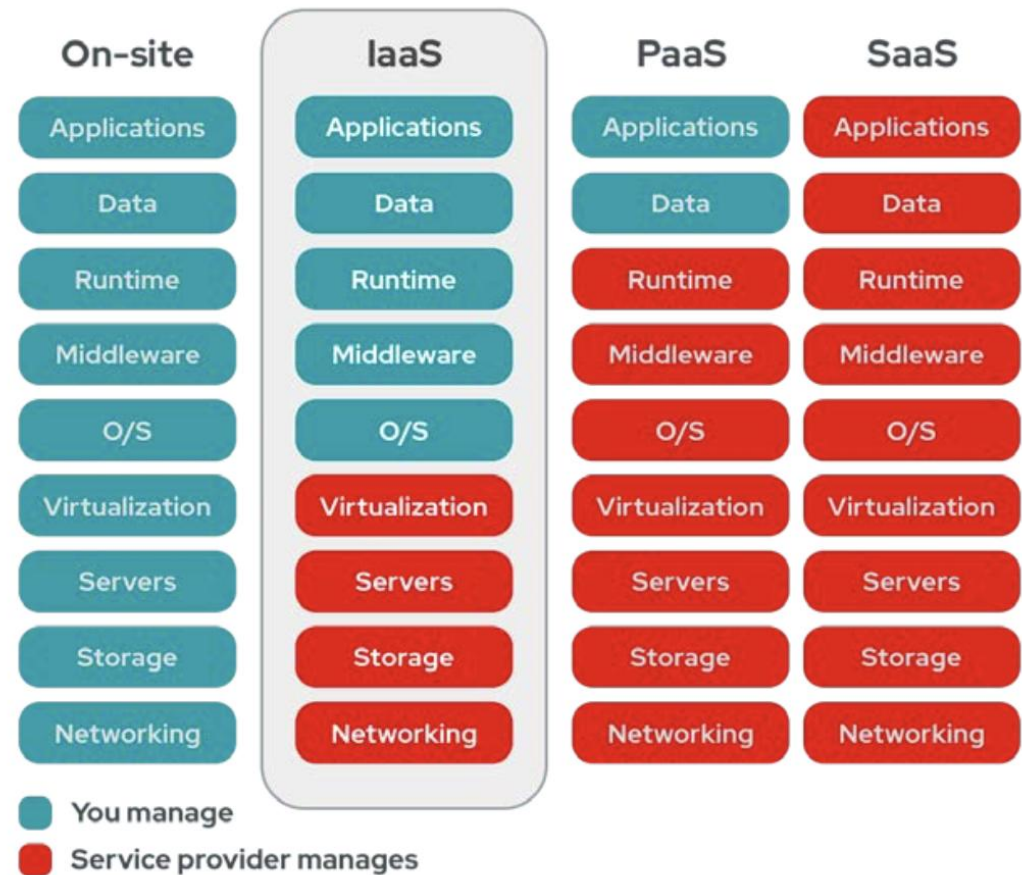 On-site IaaS PaaS SaaS
Applications Applications Applications Applications
Data Data Data Data
Runtime Runtime Runtime Runtime
Middleware Middleware Middleware Middleware
O/S O/S O/S O/S
Virtualization Virtualization Virtualization Virtualization
Servers Servers Servers Servers
Storage Storage Storage Storage
Networking Networking Networking Networking
You manage
Service provider manages